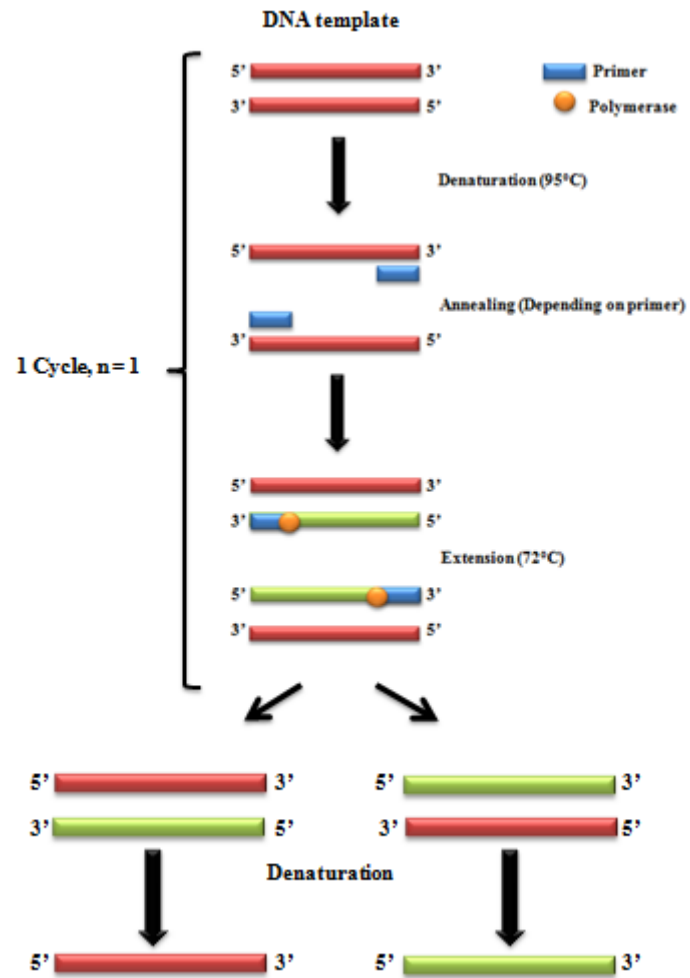 DNA template
5’ 3’
3’ 5’
Primer
Polymerase
Denaturation (95ºC)
5’ 3’
Annealing (Depending on primer)
3’ 5’
1 Cycle, n = 1
5’ 3’
3’ 5’
Extension (72ºC)
5’ 3’
3’ 5’
5’ 3’ 5’ 3’
3’ 5’ 3’ 5’
Denaturation
5’ 3’ 5’ 3’